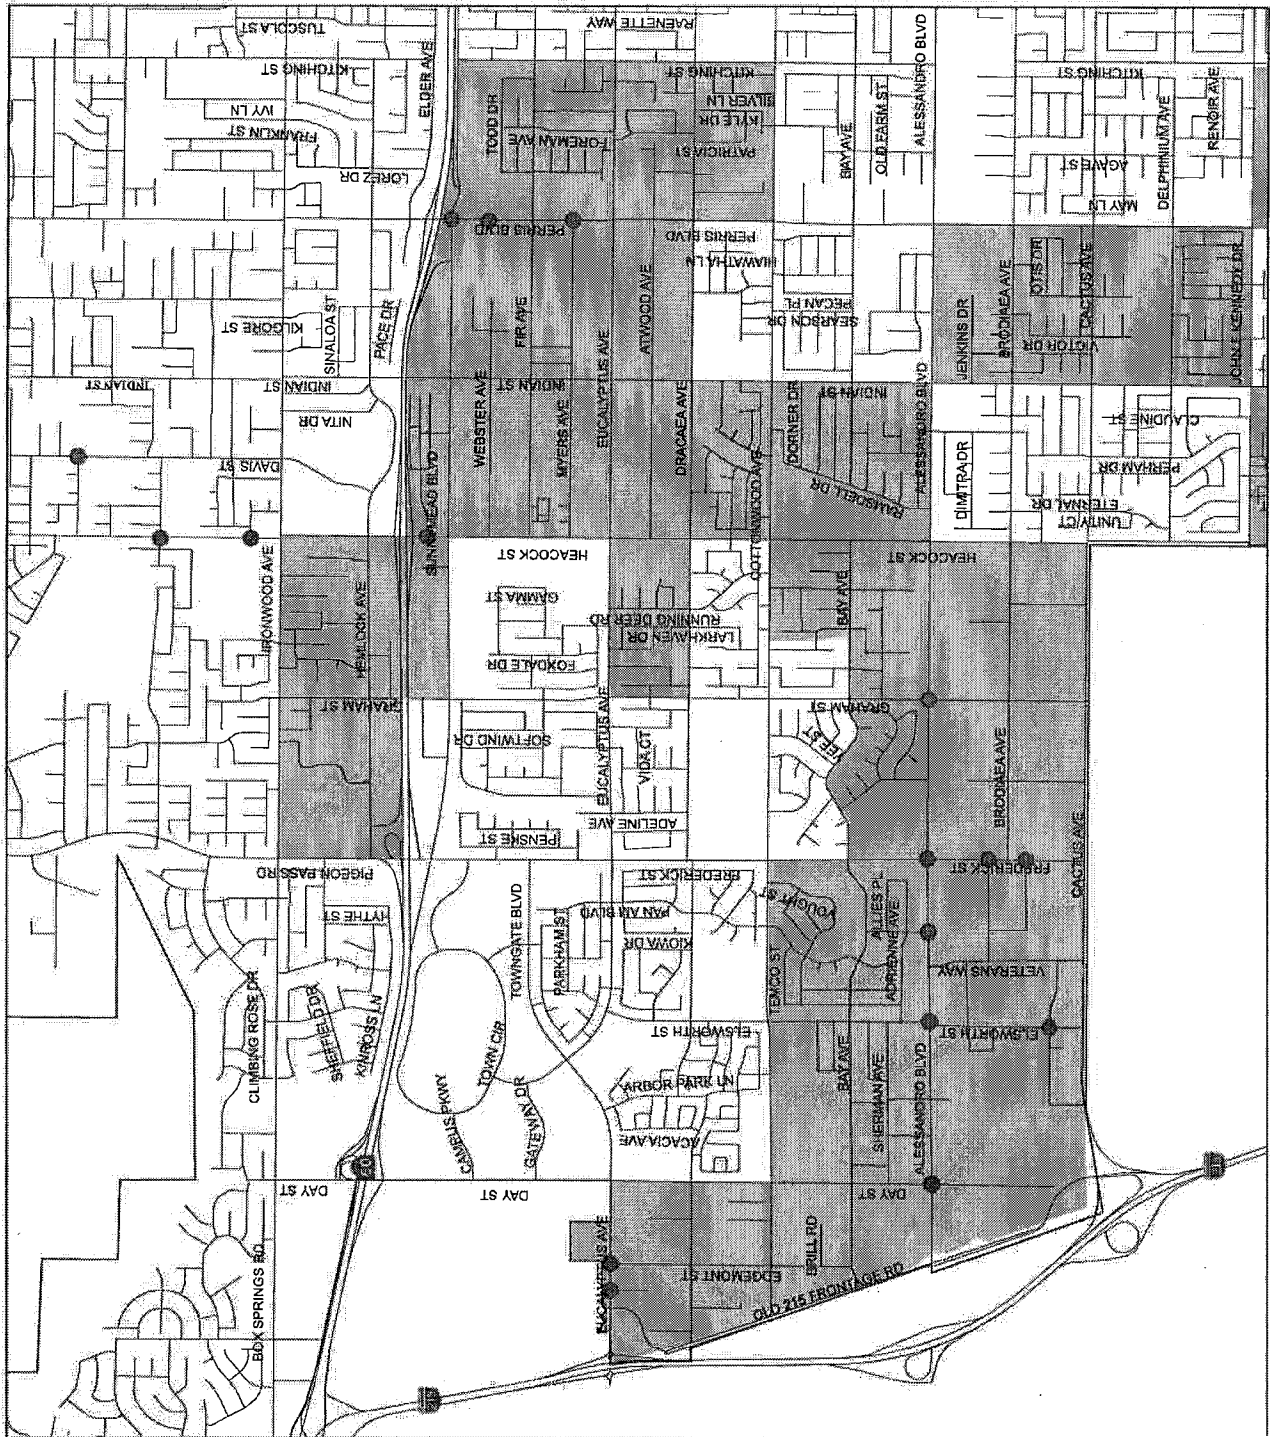 RAENETTE WAY
TUSCOLA ST
ELDER AVE
ALESSANDRO BLVD
KITCHING ST
KITCHING ST
KITCHING ST
IVY LN
FRANKLIN ST
TODD DR
FOREMAN AVE
SILVER LN
KYLE DR
PATRICIA ST
BAY AVE
OLD FARM ST
RENOIR AVE
AGAVE ST
DELPHINIUM AVE
MAY LN
LOREZ DR
PERRIS BLVD
PERRIS BLVD
HIAWATHA LN
PECAN PL
SEARSON DR
OTIS DR
CACTUS AVE
BRODIAEA AVE
JENKINS DR
VICTOR DR
JOHN F KENNEDY DR
KILGORE ST
SINALOA ST
PACE DR
FIR AVE
ATWOOD AVE
EUCALYPTUS AVE
INDIAN ST
INDIAN ST
INDIAN ST
INDIAN ST
NITA DR
WEBSTER AVE
MYERS AVE
DRACAEA AVE
DORNER DR
ALESSANDRO BLVD
CLAUDINE ST
DAVIS ST
SUNNYMEAD BLVD
COTTONWOOD AVE
RAMSDELL DR
DIMITRA DR
PERHAM DR
ETERNAL DR
UNITY CT
IRONWOOD AVE
HEMLOCK AVE
HEACOCK ST
HEACOCK ST
GAMMA ST
RUNNING DEER RD
LARKHAVEN DR
FOXDALE DR
BAY AVE
GRAHAM ST
GRAHAM ST
SOFTWIND DR
EUCALYPTUS AVE
VIDA CT
BRODIAEA AVE
ADELINE AVE
PENSKE ST
PIGEON PASS RD
FREDERICK ST
FREDERICK ST
CACTUS AVE
HYTHE ST
TOWNGATE BLVD
PAN AM BLVD
PARKHAM ST
KIOWA DR
VOUGHT ST
ALLIES PL
ADRIENNE AVE
TEMCO ST
VETERANS WAY
ELSWORTH ST
ELSWORTH ST
CLIMBING ROSE DR
SHEFFIELD DR
KINROSS LN
TOWN CIR
CAMPUS PKWY
GATEWAY DR
ARBOR PARK LN
ACACIA AVE
BAY AVE
SHERMAN AVE
ALESSANDRO BLVD
DAY ST
DAY ST
DAY ST
BOX SPRINGS RD
EUCALYPTUS AVE
EDGEMONT ST
BRILL RD
OLD 215 FRONTAGE RD